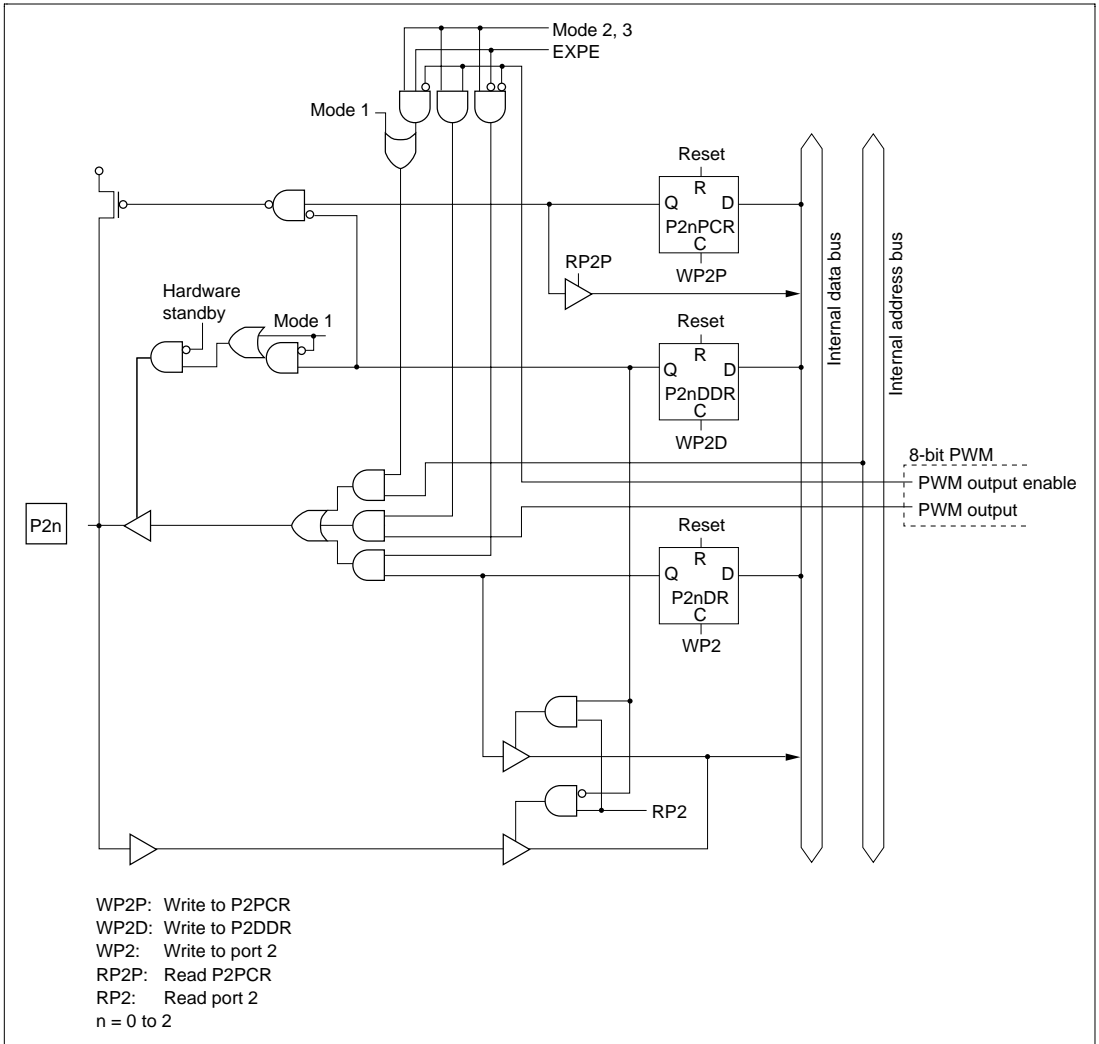 Mode 2, 3
EXPE
Mode 1
Reset
R
Q D
P2nPCR
C
WP2P
RP2P
Hardware
standby
Mode 1
Reset
R
Q D
P2nDDR
C
WP2D
Internal data bus
Internal address bus
8-bit PWM
PWM output enable
PWM output
P2n
Reset
R
Q D
P2nDR
C
WP2
RP2
WP2P: Write to P2PCR
WP2D: Write to P2DDR
WP2: Write to port 2
RP2P: Read P2PCR
RP2: Read port 2
n = 0 to 2